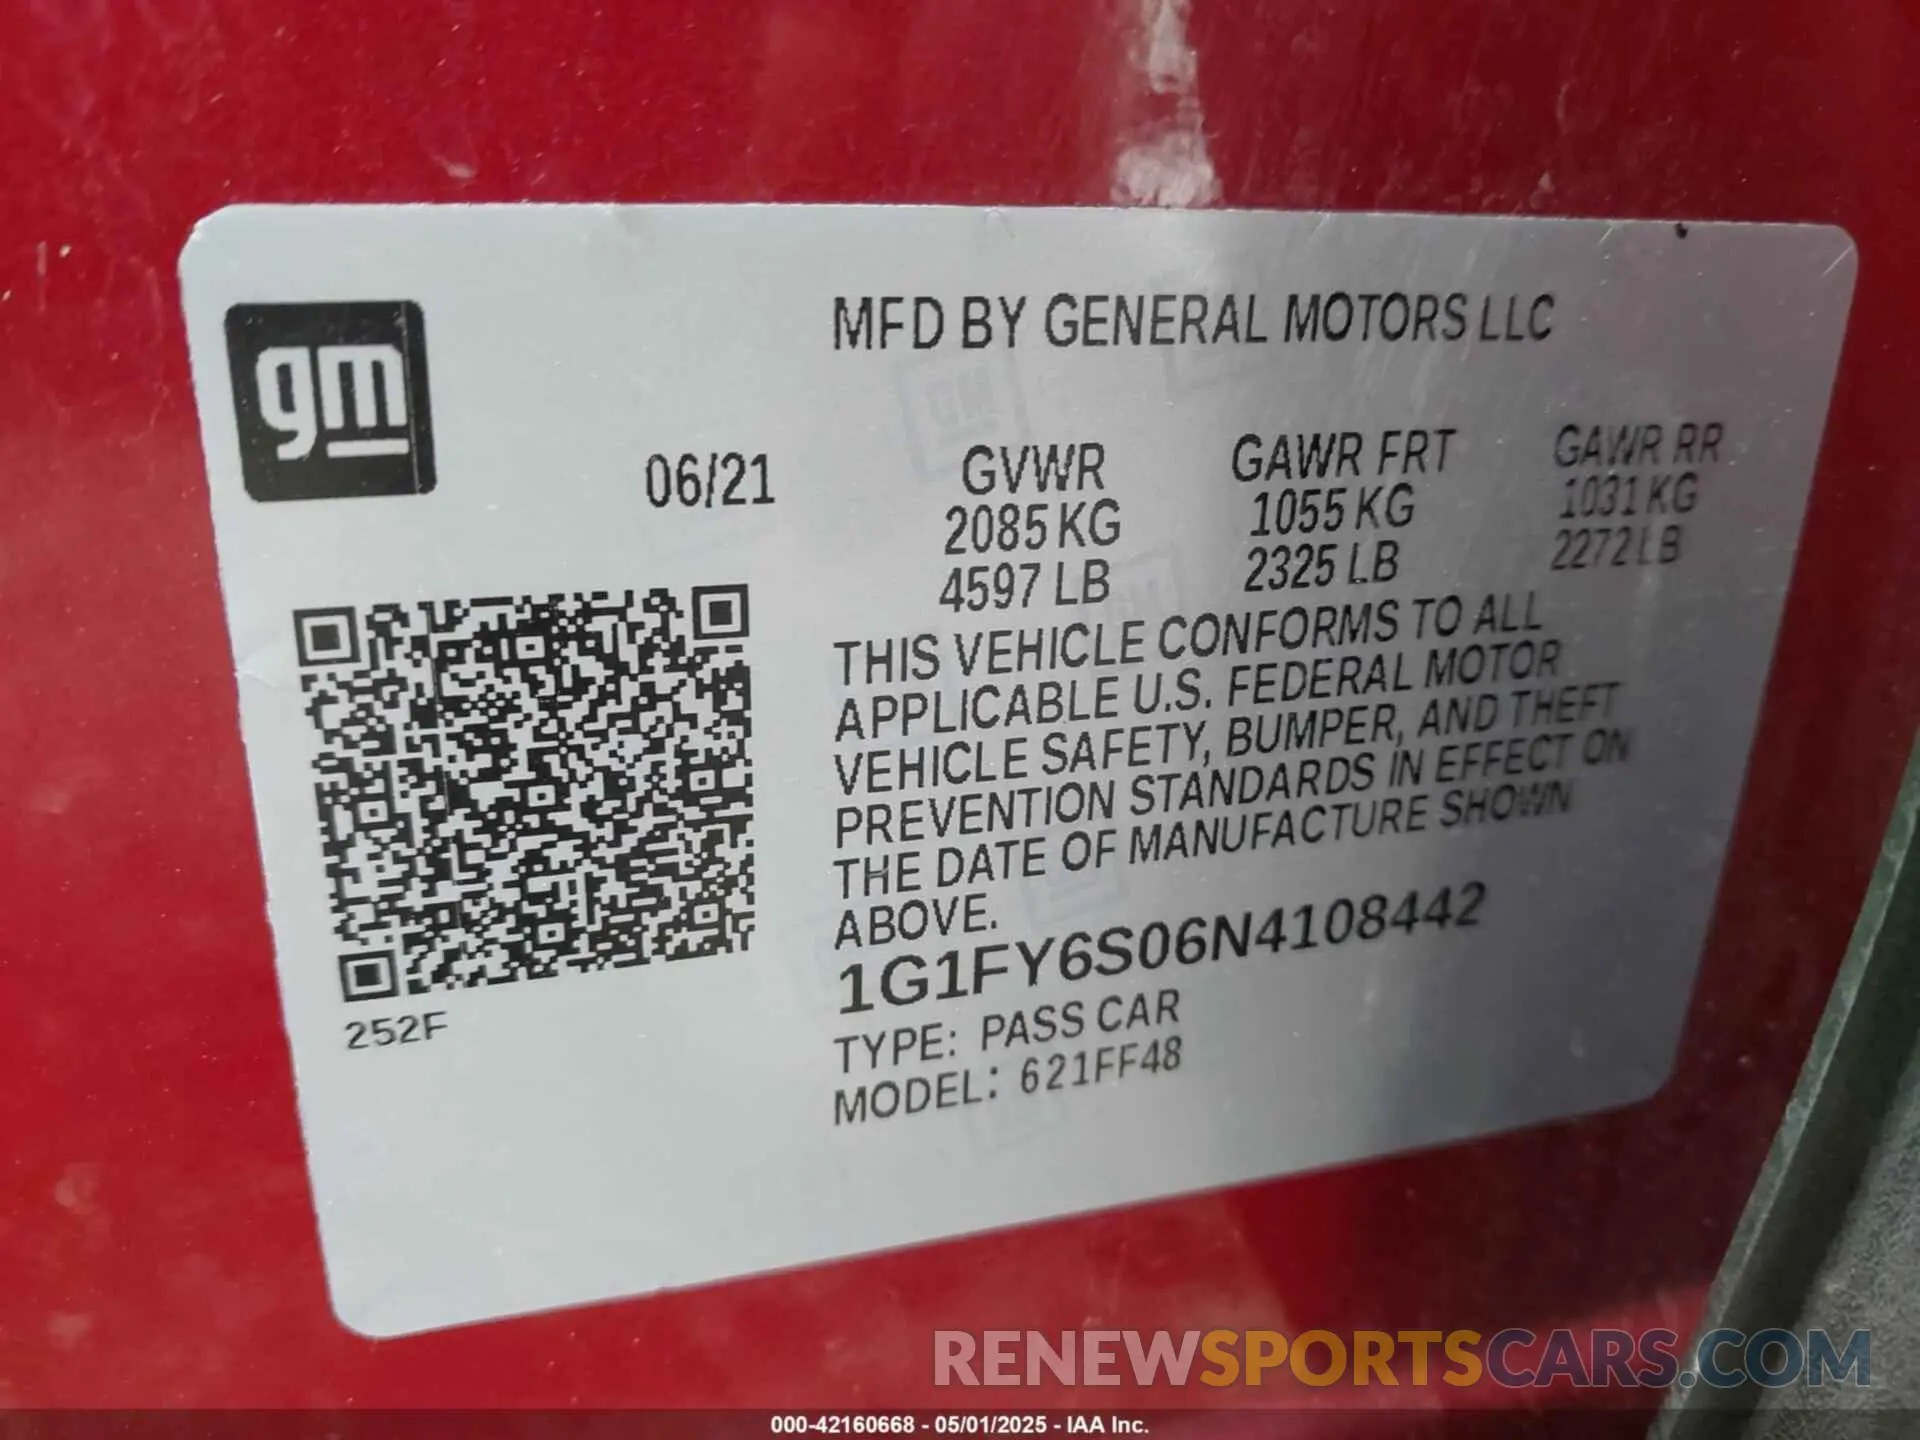 MFD BY GENERAL MOTORS LLC
gm
06/21
GVWR GAWR FRT GAWR RR
2085 KG 1055 KG 1031 KG
4597 LB 2325 LB 2272 LB
THIS VEHICLE CONFORMS TO ALL
APPLICABLE U.S. FEDERAL MOTOR
VEHICLE SAFETY, BUMPER, AND THEFT
PREVENTION STANDARDS IN EFFECT ON
THE DATE OF MANUFACTURE SHOWN
ABOVE.
1G1FY6S06N4108442
252F
TYPE: PASS CAR
MODEL: 621FF48
RENEWSPORTSCARS.COM
000-42160668 - 05/01/2025 - IAA Inc.